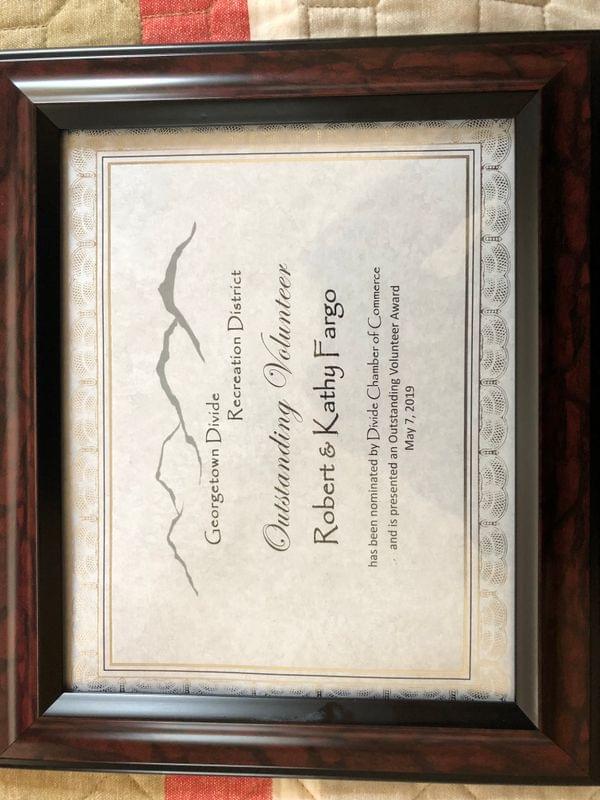 Georgetown Divide
Recreation District
Outstanding Volunteer
Robert & Kathy Fargo
has been nominated by Divide Chamber of Commerce
and is presented an Outstanding Volunteer Award
May 7, 2019